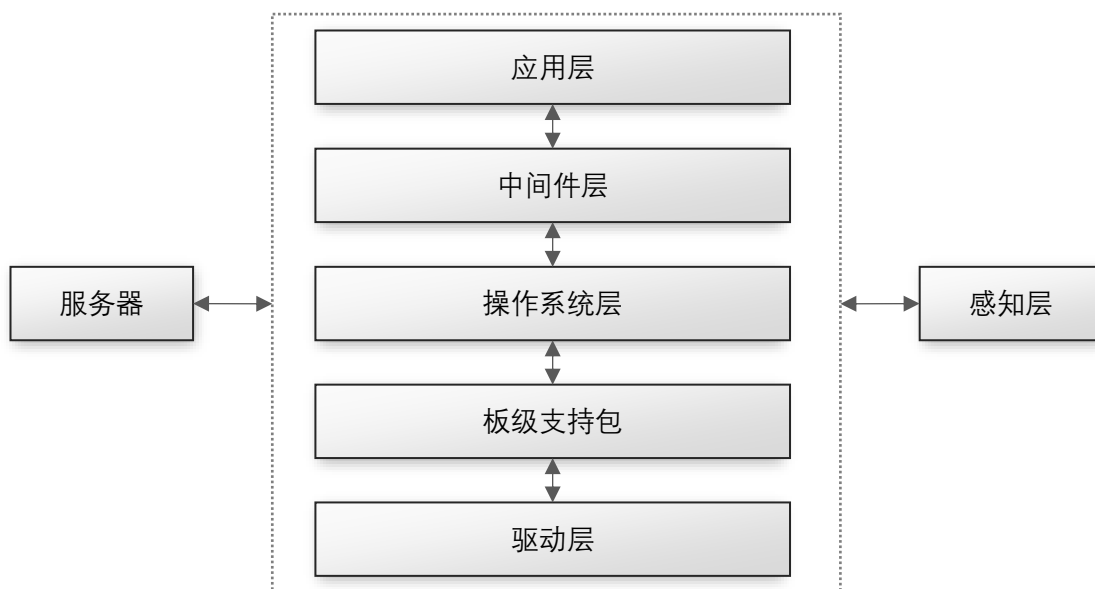 应用层
中间件层
服务器
操作系统层
感知层
板级支持包
驱动层